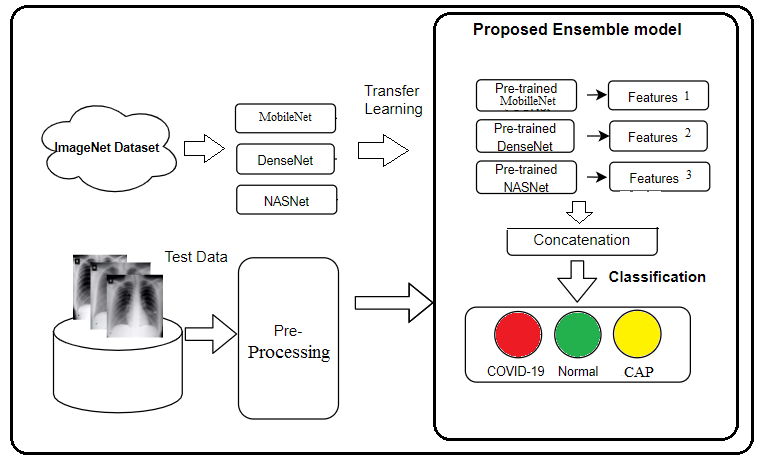 Proposed Ensemble model
Transfer
Learning
ImageNet Dataset
MobileNet
DenseNet
NASNet
Pre-trained
MobilleNet
Features 1
Pre-trained
DenseNet
Features 2
Pre-trained
NASNet
Features 3
Concatenation
Classification
Test Data
Pre-
Processing
COVID-19
Normal
CAP